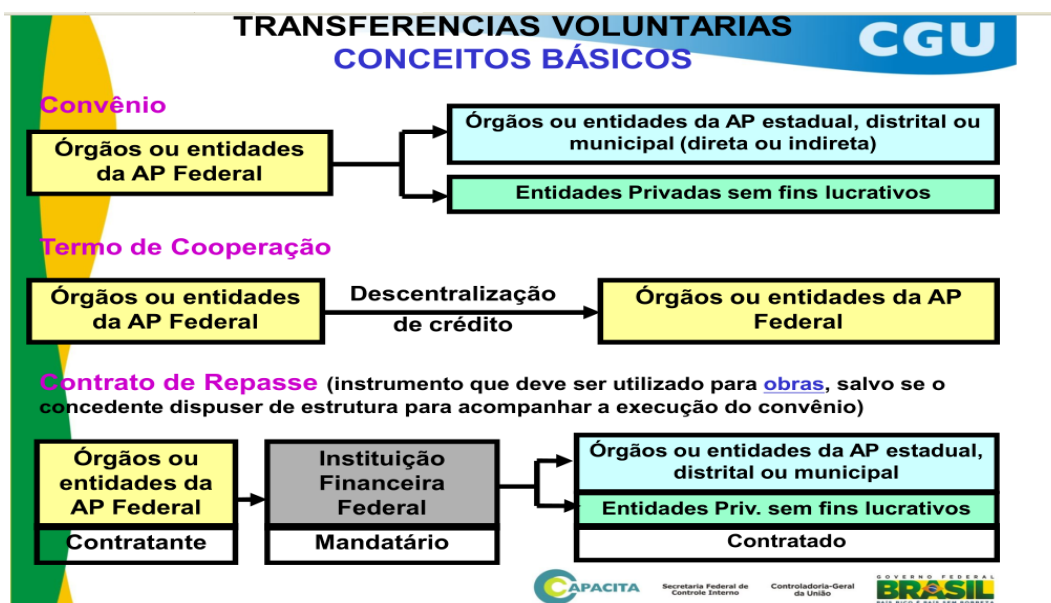 TRANSFERENCIAS VOLUNTARIAS
CONCEITOS BÁSICOS
CGU
Convênio
Órgãos ou entidades
da AP Federal
Órgãos ou entidades da AP estadual, distrital ou
municipal (direta ou indireta)
Entidades Privadas sem fins lucrativos
Termo de Cooperação
Órgãos ou entidades
da AP Federal
Descentralização
de crédito
Órgãos ou entidades da AP
Federal
Contrato de Repasse (instrumento que deve ser utilizado para obras, salvo se o
concedente dispuser de estrutura para acompanhar a execução do convênio)
Órgãos ou
entidades da
AP Federal
Contratante
Instituição
Financeira
Federal
Mandatário
Órgãos ou entidades da AP estadual,
distrital ou municipal
Entidades Priv. sem fins lucrativos
Contratado
CAPACITA
Secretaria Federal de
Controle Interno
Controladoria-Geral
da União
GOVERNO FEDERAL
BRASIL
PAÍS RICO É PAÍS SEM POBREZA